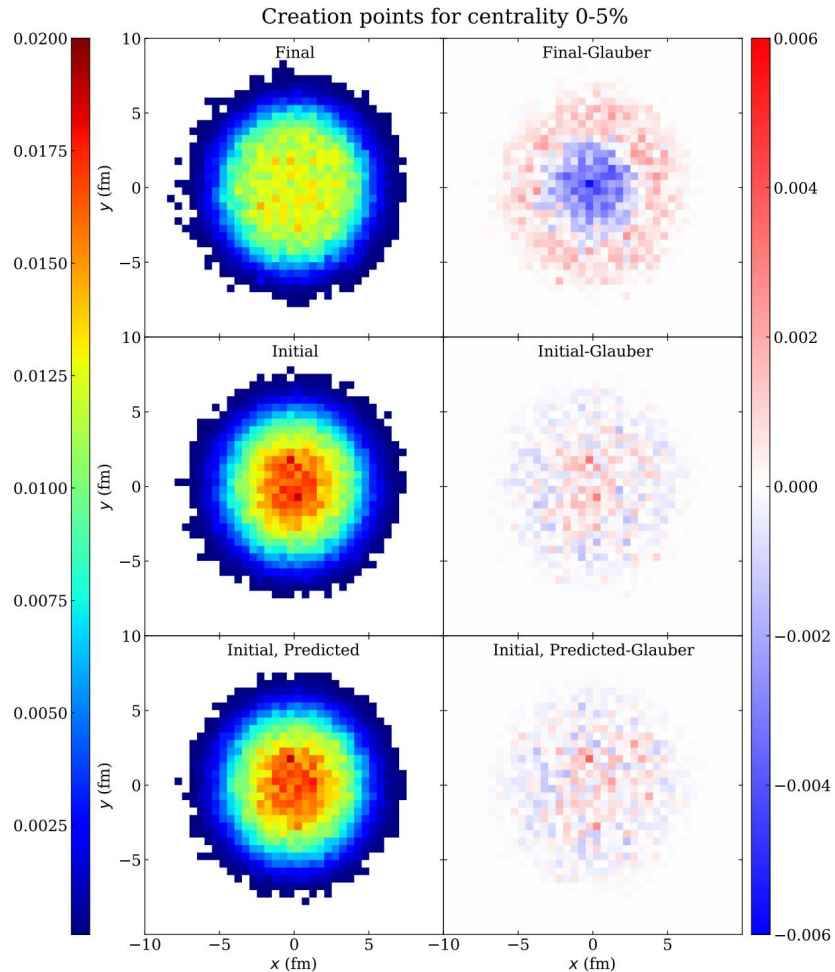 Creation points for centrality 0-5%
Final
Final-Glauber
Initial
Initial-Glauber
Initial, Predicted
Initial, Predicted-Glauber
0.0200
0.0175
0.0150
0.0125
0.0100
0.0075
0.0050
0.0025
10
5
0
−5
10
5
0
−5
10
5
0
−5
−10
y (fm)
y (fm)
y (fm)
−10 −5 0 5 −10 −5 0 5
x (fm) x (fm)
0.006
0.004
0.002
0.000
−0.002
−0.004
−0.006